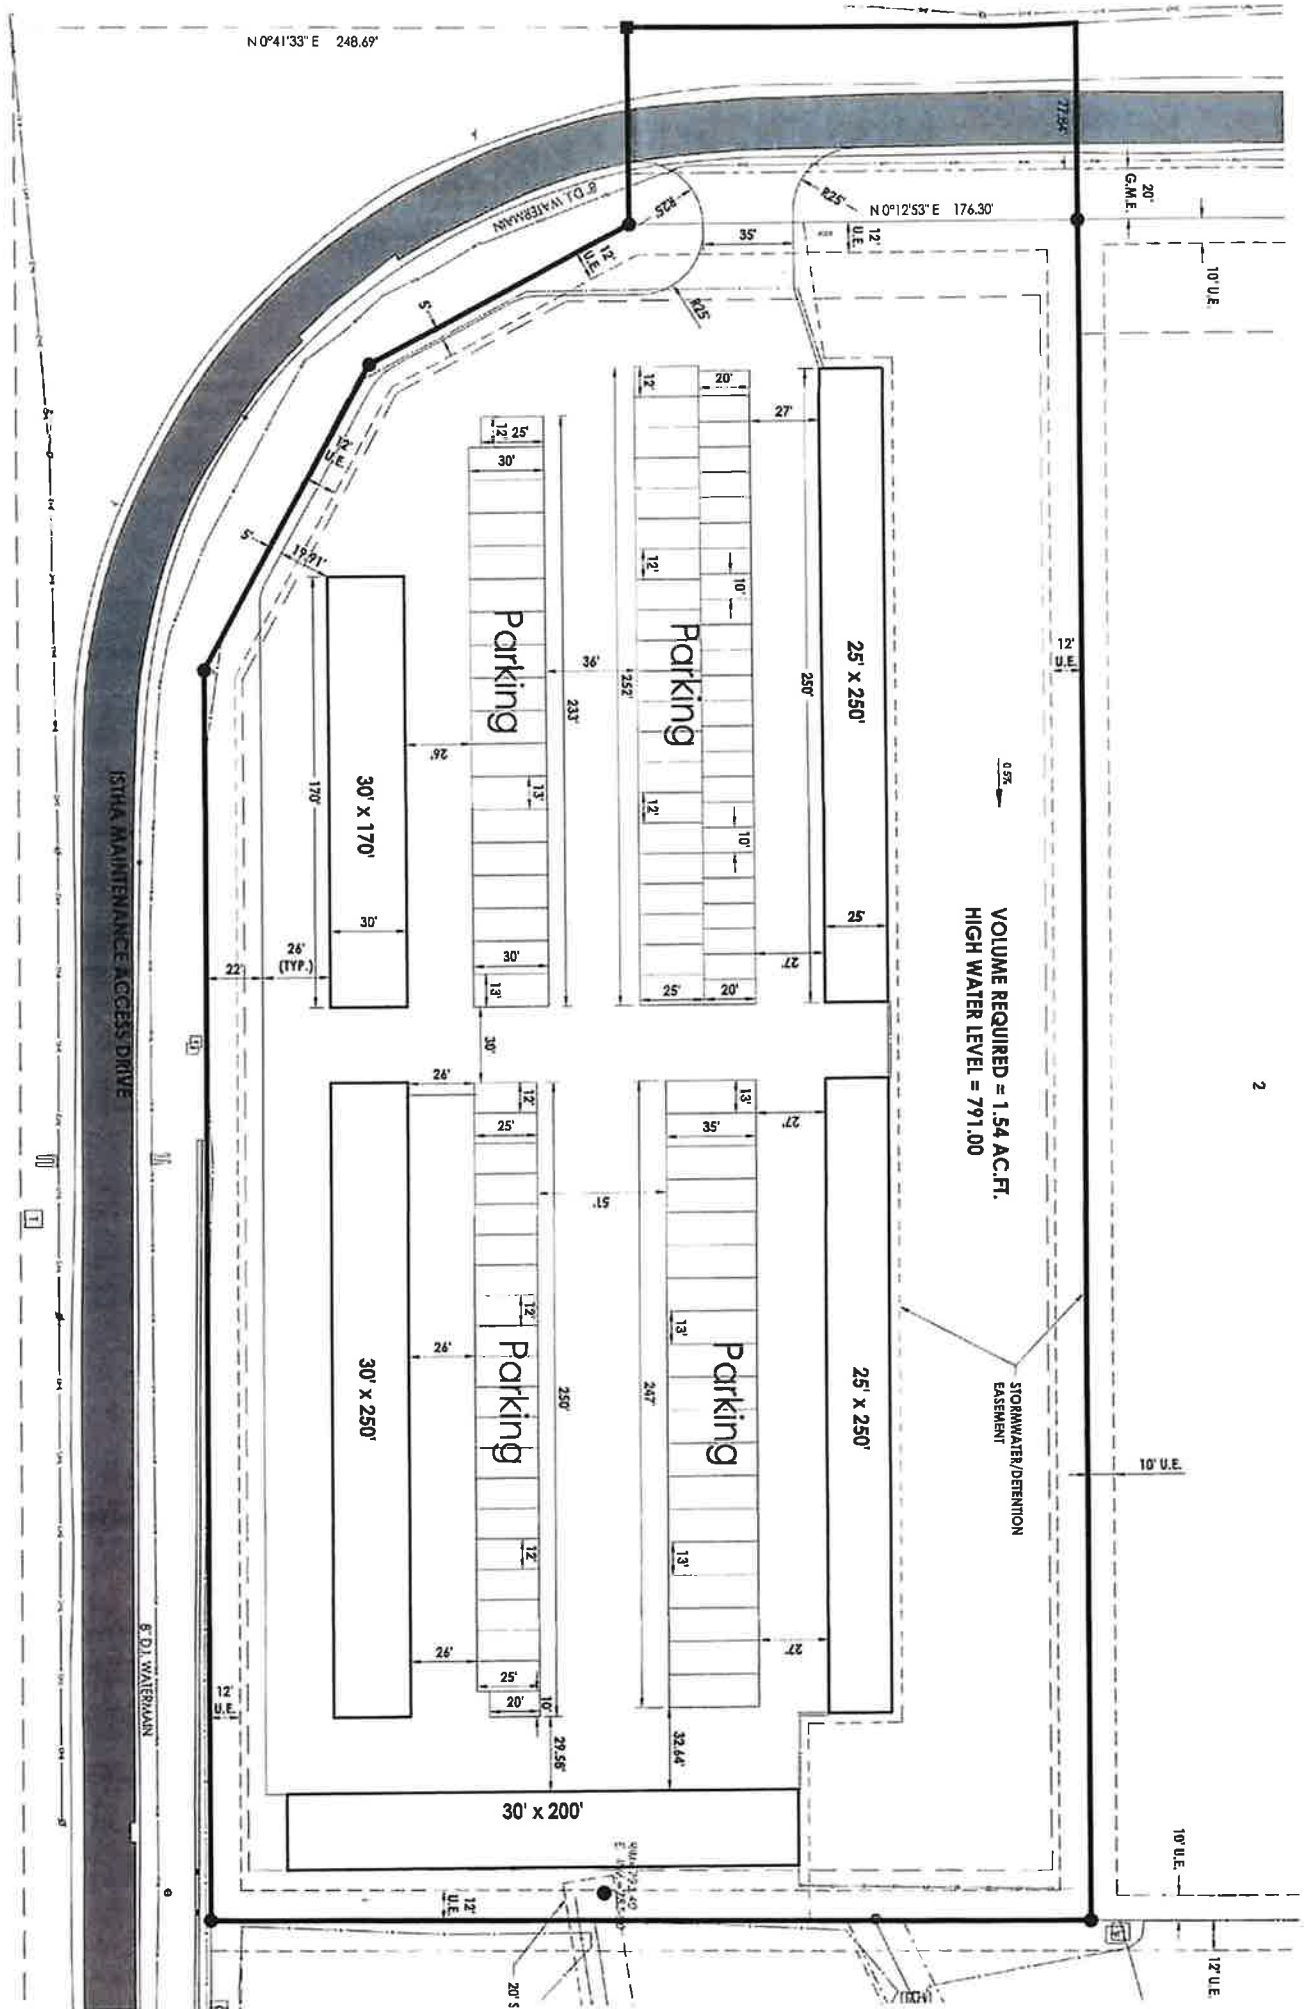 N 0°41'33" E 248.69'
77.84'
20'
G.M.E.
10' U.E.
8" D.I. WATERMAIN
R25'
R25'
N 0°12'53" E 176.30'
12'
U.E.
35'
12'
U.E.
R25'
5'
12'
20'
27'
12' 25'
30'
12'
U.E.
5'
19.91'
12'
10'
Parking
Parking
25' x 250'
12'
U.E.
36'
252'
233'
250'
26'
0.5%
170'
30' x 170'
13'
12'
10'
ISTHA MAINTENANCE ACCESS DRIVE
30'
25'
VOLUME REQUIRED = 1.54 AC.FT.
HIGH WATER LEVEL = 791.00
22'
26'
(TYP.)
30'
13'
25'
20'
27'
30'
2
26'
12'
25'
13'
35'
27'
51'
12'
13'
26'
30' x 250'
Parking
250'
247'
Parking
25' x 250'
STORMWATER/DETENTION
EASEMENT
10' U.E.
12'
13'
26'
27'
8" D.I. WATERMAIN
12'
U.E.
25'
20'
10'
29.58'
32.64'
30' x 200'
10' U.E.
12'
U.E.
20' S
12' U.E.
T